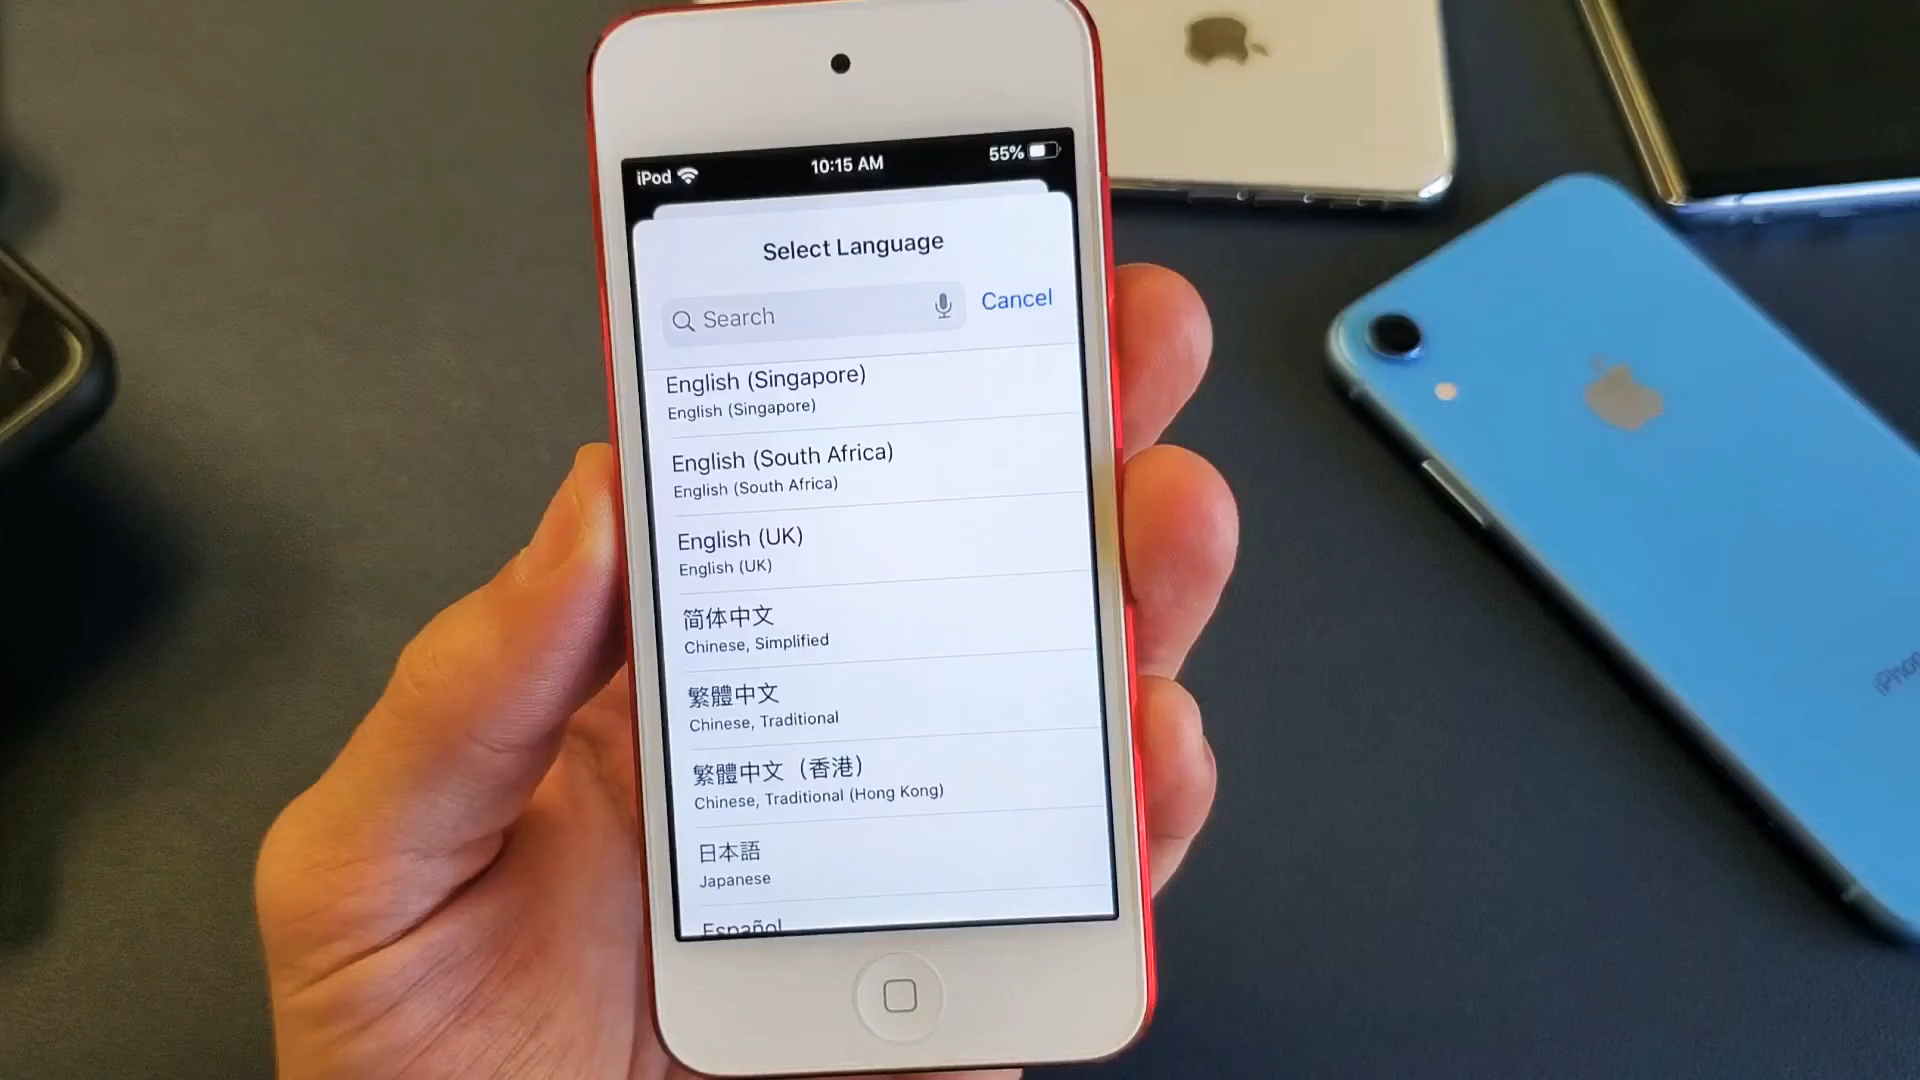 iPod
10:15 AM
55%
Select Language
Search
Cancel
English (Singapore)
English (Singapore)
English (South Africa)
English (South Africa)
English (UK)
English (UK)
简体中文
Chinese, Simplified
繁體中文
Chinese, Traditional
繁體中文（香港）
Chinese, Traditional (Hong Kong)
日本語
Japanese
Español